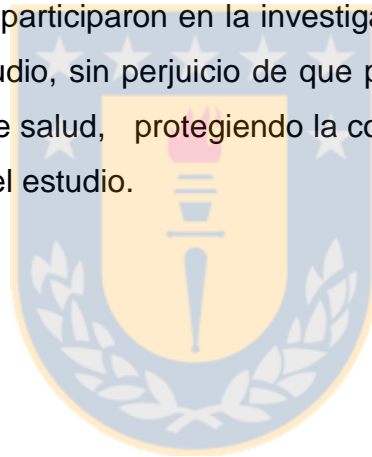 participaron en la investiga
udio, sin perjuicio de que p
e salud, protegiendo la co
el estudio.